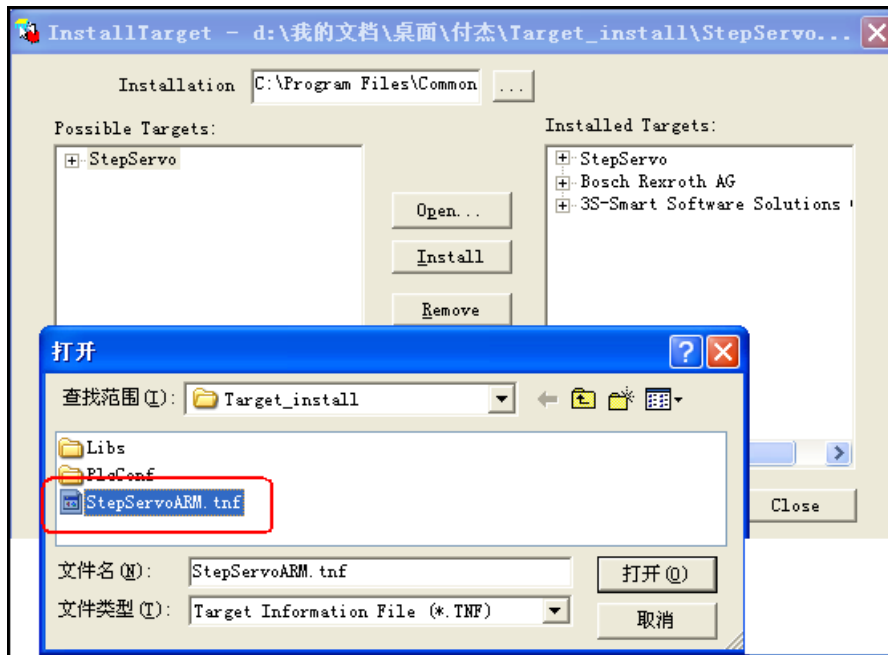 InstallTarget - d:\我的文档\桌面\付杰\Target_install\StepServo...
Installation C:\Program Files\Common ...
Possible Targets:
StepServo
Open...
Install
Remove
Installed Targets:
StepServo
Bosch Rexroth AG
3S-Smart Software Solutions
Close
打开
查找范围(I): Target_install
Libs
PlcConf
StepServoARM.tnf
文件名(N): StepServoARM.tnf
打开(O)
文件类型(T): Target Information File (*.TNF)
取消